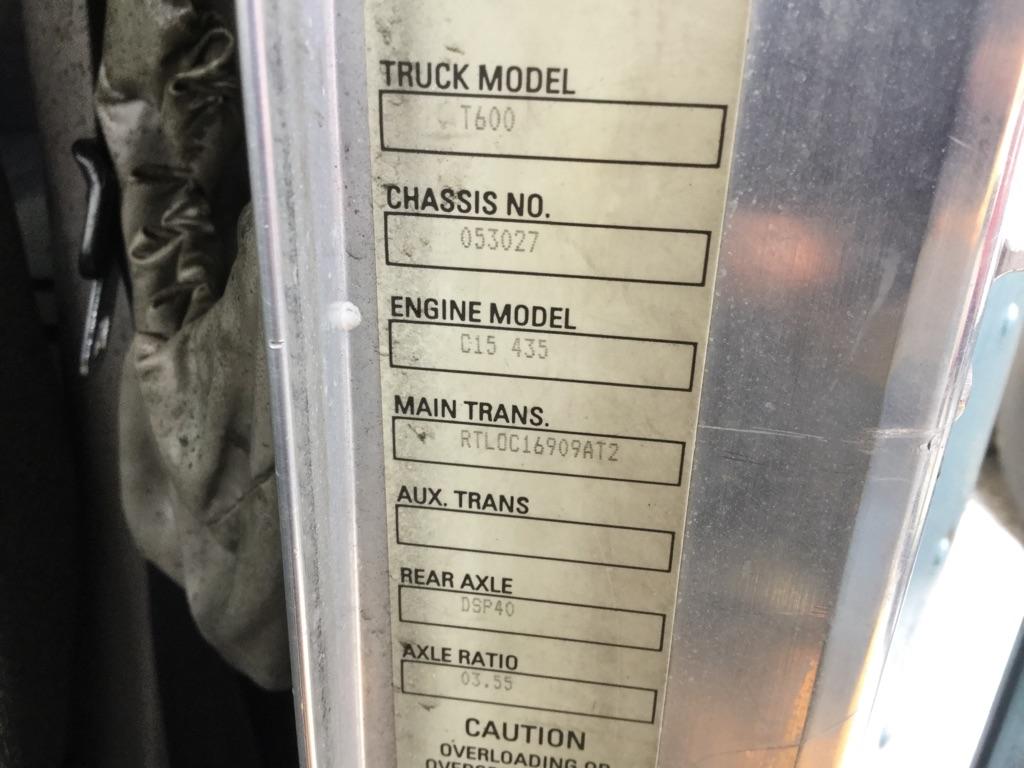 TRUCK MODEL
T600
CHASSIS NO.
053027
ENGINE MODEL
C15 435
MAIN TRANS.
RTLOC16909AT2
AUX. TRANS
REAR AXLE
DSP40
AXLE RATIO
03.55
CAUTION
OVERLOADING OR